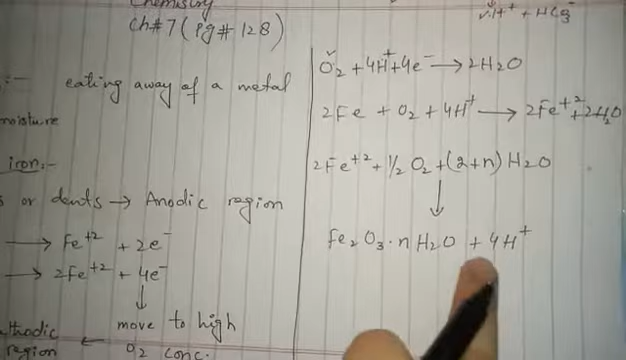 Chemistry
Ch#7 (Pg# 128)
:- eating away of a metal
moisture
iron:-
or dents → Anodic region
→ Fe⁺² + 2e⁻
→ 2Fe⁺² + 4e⁻
↓
move to high
region ← O₂ conc.
H⁺ + HCO₃⁻
O₂ + 4H⁺ + 4e⁻ → 2H₂O
2Fe + O₂ + 4H⁺ → 2Fe⁺² + 2H₂O
2Fe⁺² + ½ O₂ + (2+n) H₂O
↓
Fe₂O₃·nH₂O + 4H⁺